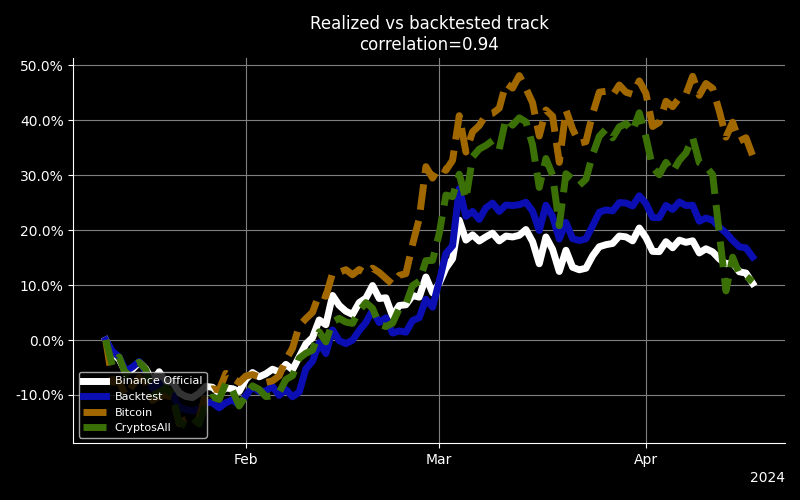 Realized vs backtested track
correlation=0.94
50.0%
40.0%
30.0%
20.0%
10.0%
0.0%
-10.0%
Binance Official
Backtest
Bitcoin
CryptosAll
Feb
Mar
Apr
2024